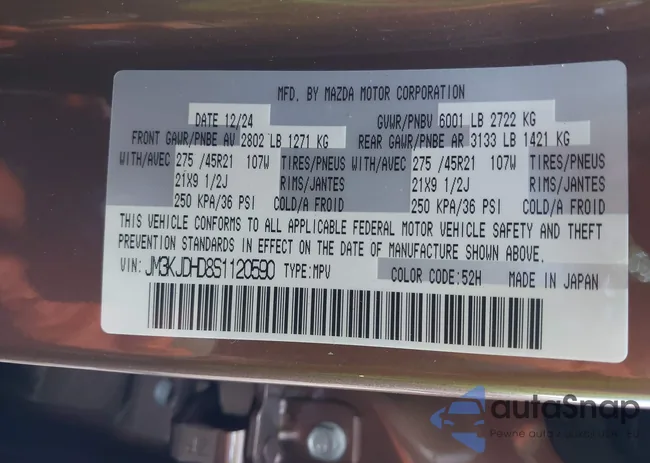 MFD. BY MAZDA MOTOR CORPORATION
DATE 12/24 GVWR/PNBV 6001 LB 2722 KG
FRONT GAWR/PNBE AV 2802 LB 1271 KG REAR GAWR/PNBE AR 3133 LB 1421 KG
WITH/AVEC 275 /45R21 107W TIRES/PNEUS WITH/AVEC 275 /45R21 107W TIRES/PNEUS
21X9 1/2J RIMS/JANTES 21X9 1/2J RIMS/JANTES
250 KPA/36 PSI COLD/A FROID 250 KPA/36 PSI COLD/A FROID
THIS VEHICLE CONFORMS TO ALL APPLICABLE FEDERAL MOTOR VEHICLE SAFETY AND THEFT
PREVENTION STANDARDS IN EFFECT ON THE DATE OF MANUFACTURE SHOWN ABOVE.
VIN: JM3KJDHD8S1120590 TYPE:MPV COLOR CODE:52H MADE IN JAPAN
autoSnap
Pewne auta z